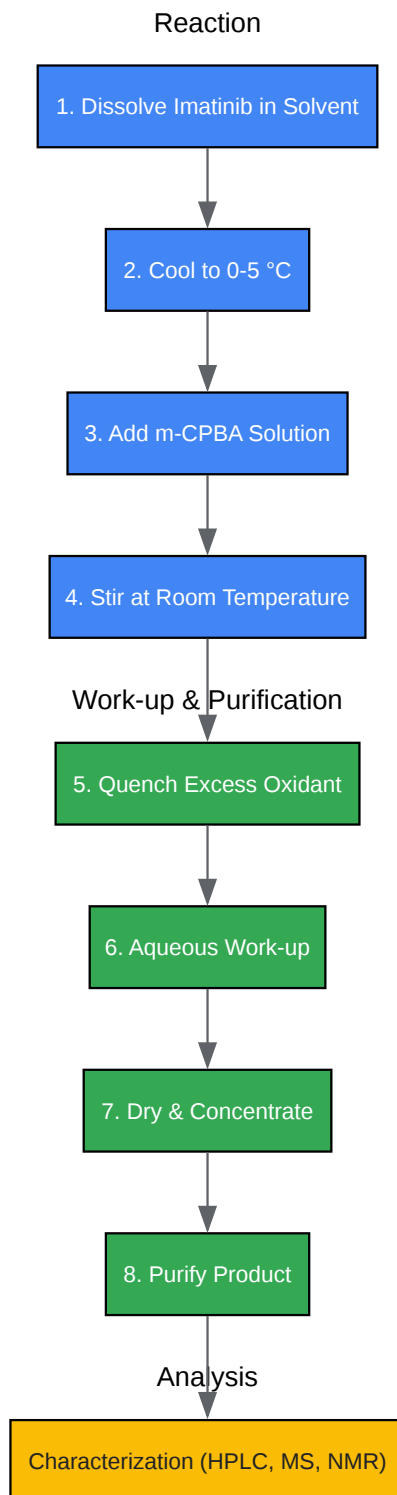 Reaction
1. Dissolve Imatinib in Solvent
2. Cool to 0-5 °C
3. Add m-CPBA Solution
4. Stir at Room Temperature
Work-up & Purification
5. Quench Excess Oxidant
6. Aqueous Work-up
7. Dry & Concentrate
8. Purify Product
Analysis
Characterization (HPLC, MS, NMR)